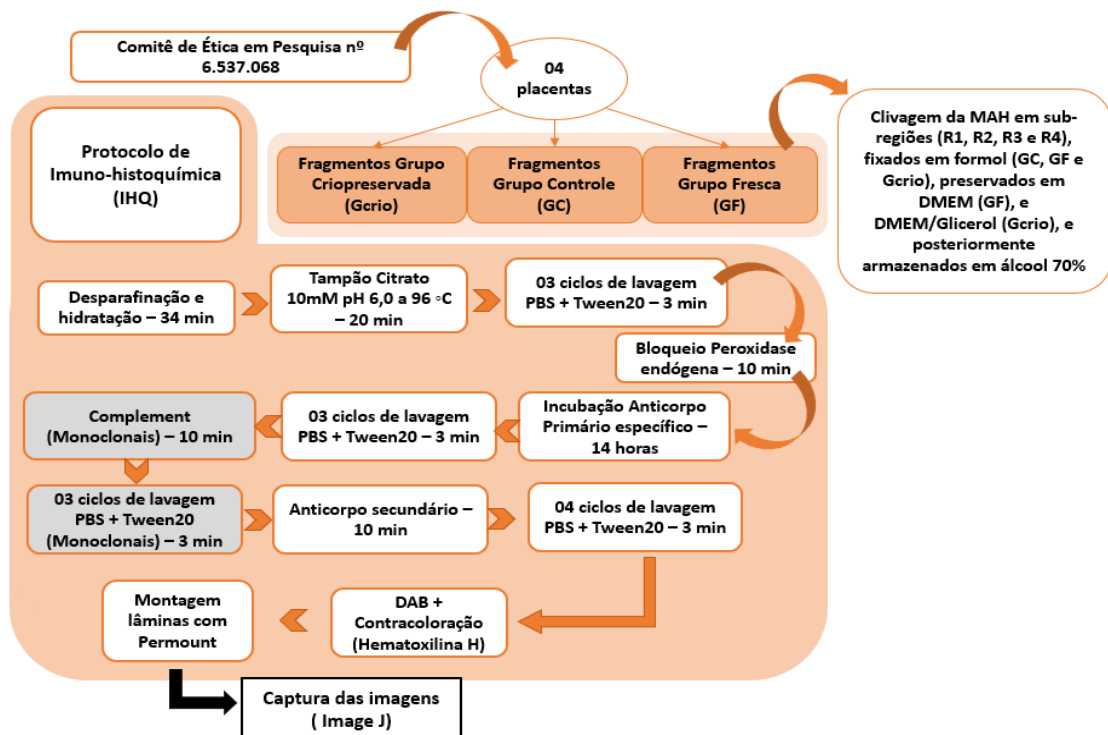 Comitê de Ética em Pesquisa nº
6.537.068
04
placentas
Fragmentos Grupo
Criopreservada
(Gcrio)
Fragmentos
Grupo Controle
(GC)
Fragmentos
Grupo Fresca
(GF)
Clivagem da MAH em sub-
regiões (R1, R2, R3 e R4),
fixados em formol (GC, GF e
Gcrio), preservados em
DMEM (GF), e
DMEM/Glicerol (Gcrio), e
posteriormente
armazenados em álcool 70%
Protocolo de
Imuno-histoquímica
(IHQ)
Desparafinação e
hidratação – 34 min
Tampão Citrato
10mM pH 6,0 a 96 ◦C
– 20 min
03 ciclos de lavagem
PBS + Tween20 – 3 min
Bloqueio Peroxidase
endógena – 10 min
Incubação Anticorpo
Primário específico –
14 horas
03 ciclos de lavagem
PBS + Tween20 – 3 min
Complement
(Monoclonais) – 10 min
03 ciclos de lavagem
PBS + Tween20
(Monoclonais) – 3 min
Anticorpo secundário –
10 min
04 ciclos de lavagem
PBS + Tween20 – 3 min
DAB +
Contracoloração
(Hematoxilina H)
Montagem
lâminas com
Permount
Captura das imagens
( Image J)